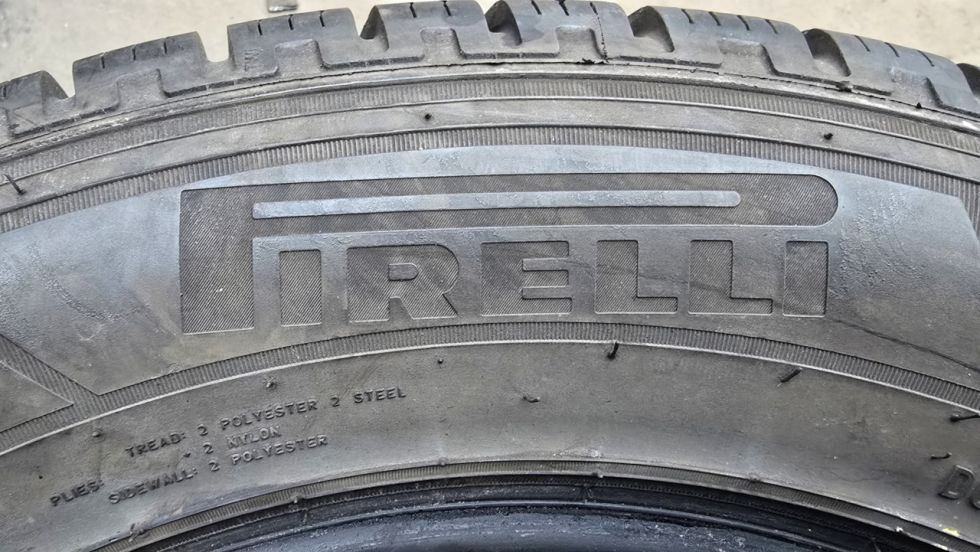 PIRELLI
TREAD: 2 POLYESTER 2 STEEL
+ 2 NYLON
PLIES:
SIDEWALL: 2 POLYESTER
D